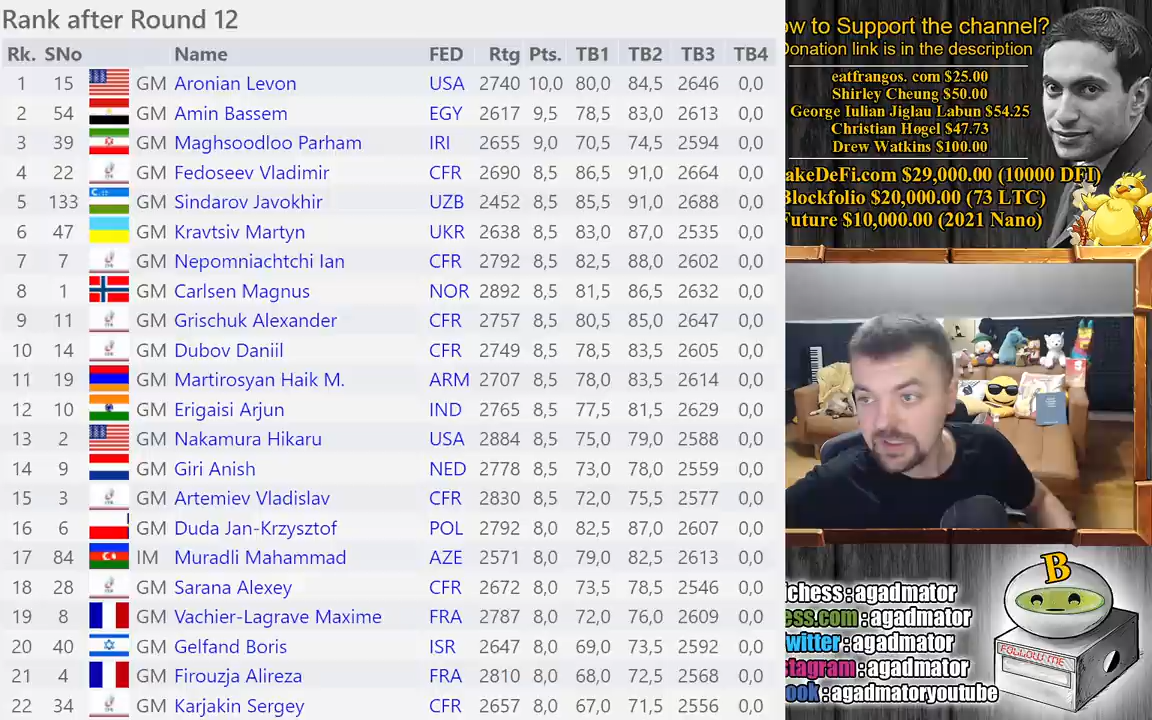 Rank after Round 12
Rk. SNo Name FED Rtg Pts. TB1 TB2 TB3 TB4
1 15 GM Aronian Levon USA 2740 10,0 80,0 84,5 2646 0,0
2 54 GM Amin Bassem EGY 2617 9,5 78,5 83,0 2613 0,0
3 39 GM Maghsoodloo Parham IRI 2655 9,0 70,5 74,5 2594 0,0
4 22 GM Fedoseev Vladimir CFR 2690 8,5 86,5 91,0 2664 0,0
5 133 GM Sindarov Javokhir UZB 2452 8,5 85,5 91,0 2688 0,0
6 47 GM Kravtsiv Martyn UKR 2638 8,5 83,0 87,0 2535 0,0
7 7 GM Nepomniachtchi Ian CFR 2792 8,5 82,5 88,0 2602 0,0
8 1 GM Carlsen Magnus NOR 2892 8,5 81,5 86,5 2632 0,0
9 11 GM Grischuk Alexander CFR 2757 8,5 80,5 85,0 2647 0,0
10 14 GM Dubov Daniil CFR 2749 8,5 78,5 83,5 2605 0,0
11 19 GM Martirosyan Haik M. ARM 2707 8,5 78,0 83,5 2614 0,0
12 10 GM Erigaisi Arjun IND 2765 8,5 77,5 81,5 2629 0,0
13 2 GM Nakamura Hikaru USA 2884 8,5 75,0 79,0 2588 0,0
14 9 GM Giri Anish NED 2778 8,5 73,0 78,0 2559 0,0
15 3 GM Artemiev Vladislav CFR 2830 8,5 72,0 75,5 2577 0,0
16 6 GM Duda Jan-Krzysztof POL 2792 8,0 82,5 87,0 2607 0,0
17 84 IM Muradli Mahammad AZE 2571 8,0 79,0 82,5 2613 0,0
18 28 GM Sarana Alexey CFR 2672 8,0 73,5 78,5 2546 0,0
19 8 GM Vachier-Lagrave Maxime FRA 2787 8,0 72,0 76,0 2609 0,0
20 40 GM Gelfand Boris ISR 2647 8,0 69,0 73,5 2592 0,0
21 4 GM Firouzja Alireza FRA 2810 8,0 68,0 72,5 2568 0,0
22 34 GM Karjakin Sergey CFR 2657 8,0 67,0 71,5 2556 0,0
ow to Support the channel?
Donation link is in the description
eatfrangos. com $25.00
Shirley Cheung $50.00
George Iulian Jiglau Labun $54.25
Christian Høgel $47.73
Drew Watkins $100.00
akeDeFi.com $29,000.00 (10000 DFI)
Blockfolio $20,000.00 (73 LTC)
Future $10,000.00 (2021 Nano)
B
FOLLOW ME
ichess:agadmator
ess.com:agadmator
witter:agadmator
stagram:agadmator
ook:agadmatoryoutube